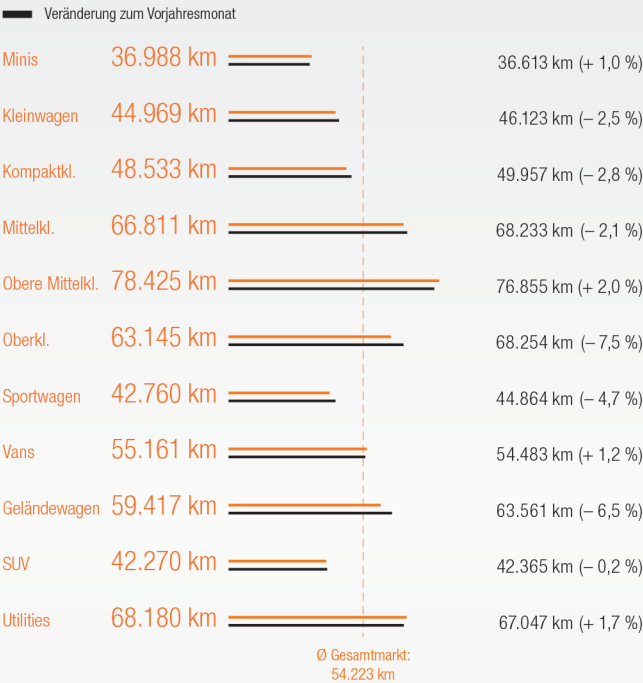 Veränderung zum Vorjahresmonat
Minis 36.988 km 36.613 km (+ 1,0 %)
Kleinwagen 44.969 km 46.123 km (– 2,5 %)
Kompaktkl. 48.533 km 49.957 km (– 2,8 %)
Mittelkl. 66.811 km 68.233 km (– 2,1 %)
Obere Mittelkl. 78.425 km 76.855 km (+ 2,0 %)
Oberkl. 63.145 km 68.254 km (– 7,5 %)
Sportwagen 42.760 km 44.864 km (– 4,7 %)
Vans 55.161 km 54.483 km (+ 1,2 %)
Geländewagen 59.417 km 63.561 km (– 6,5 %)
SUV 42.270 km 42.365 km (– 0,2 %)
Utilities 68.180 km 67.047 km (+ 1,7 %)
Ø Gesamtmarkt:
54.223 km